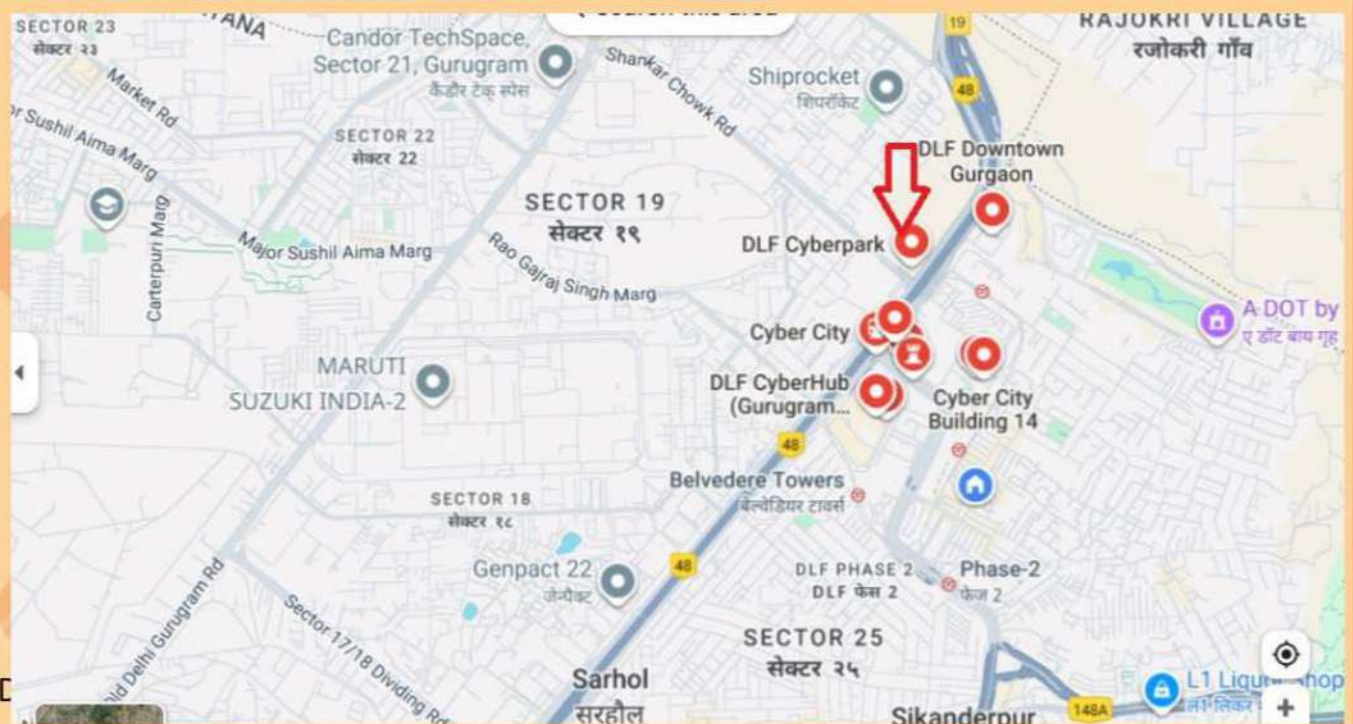 SECTOR 23
सेक्टर २३
Candor TechSpace,
Sector 21, Gurugram
कैंडोर टेक् स्पेस
Market Rd
Sushil Aima Marg
SECTOR 22
सेक्टर 22
Shankar Chowk Rd
Shiprocket
शिपरॉकेट
19
48
RAJOKRI VILLAGE
रजोकरी गाँव
DLF Downtown
Gurgaon
SECTOR 19
सेक्टर १९
DLF Cyberpark
Carterpuri Marg
Major Sushil Aima Marg
Rao Gajraj Singh Marg
A DOT by
ए डॉट बाय गृह
Cyber City
MARUTI
SUZUKI INDIA-2
DLF CyberHub
(Gurugram...
Cyber City
Building 14
48
Belvedere Towers
बेल्वेडियर टावर्स
SECTOR 18
सेक्टर १८
Genpact 22
जेन्पैक्ट
48
DLF PHASE 2
DLF फेस 2
Phase-2
फेज 2
Delhi Gurugram Rd
Sector 17/18 Dividing Rd
SECTOR 25
सेक्टर २५
Sarhol
सरहौल
Sikanderpur
148A
L1
ला1 लिकर